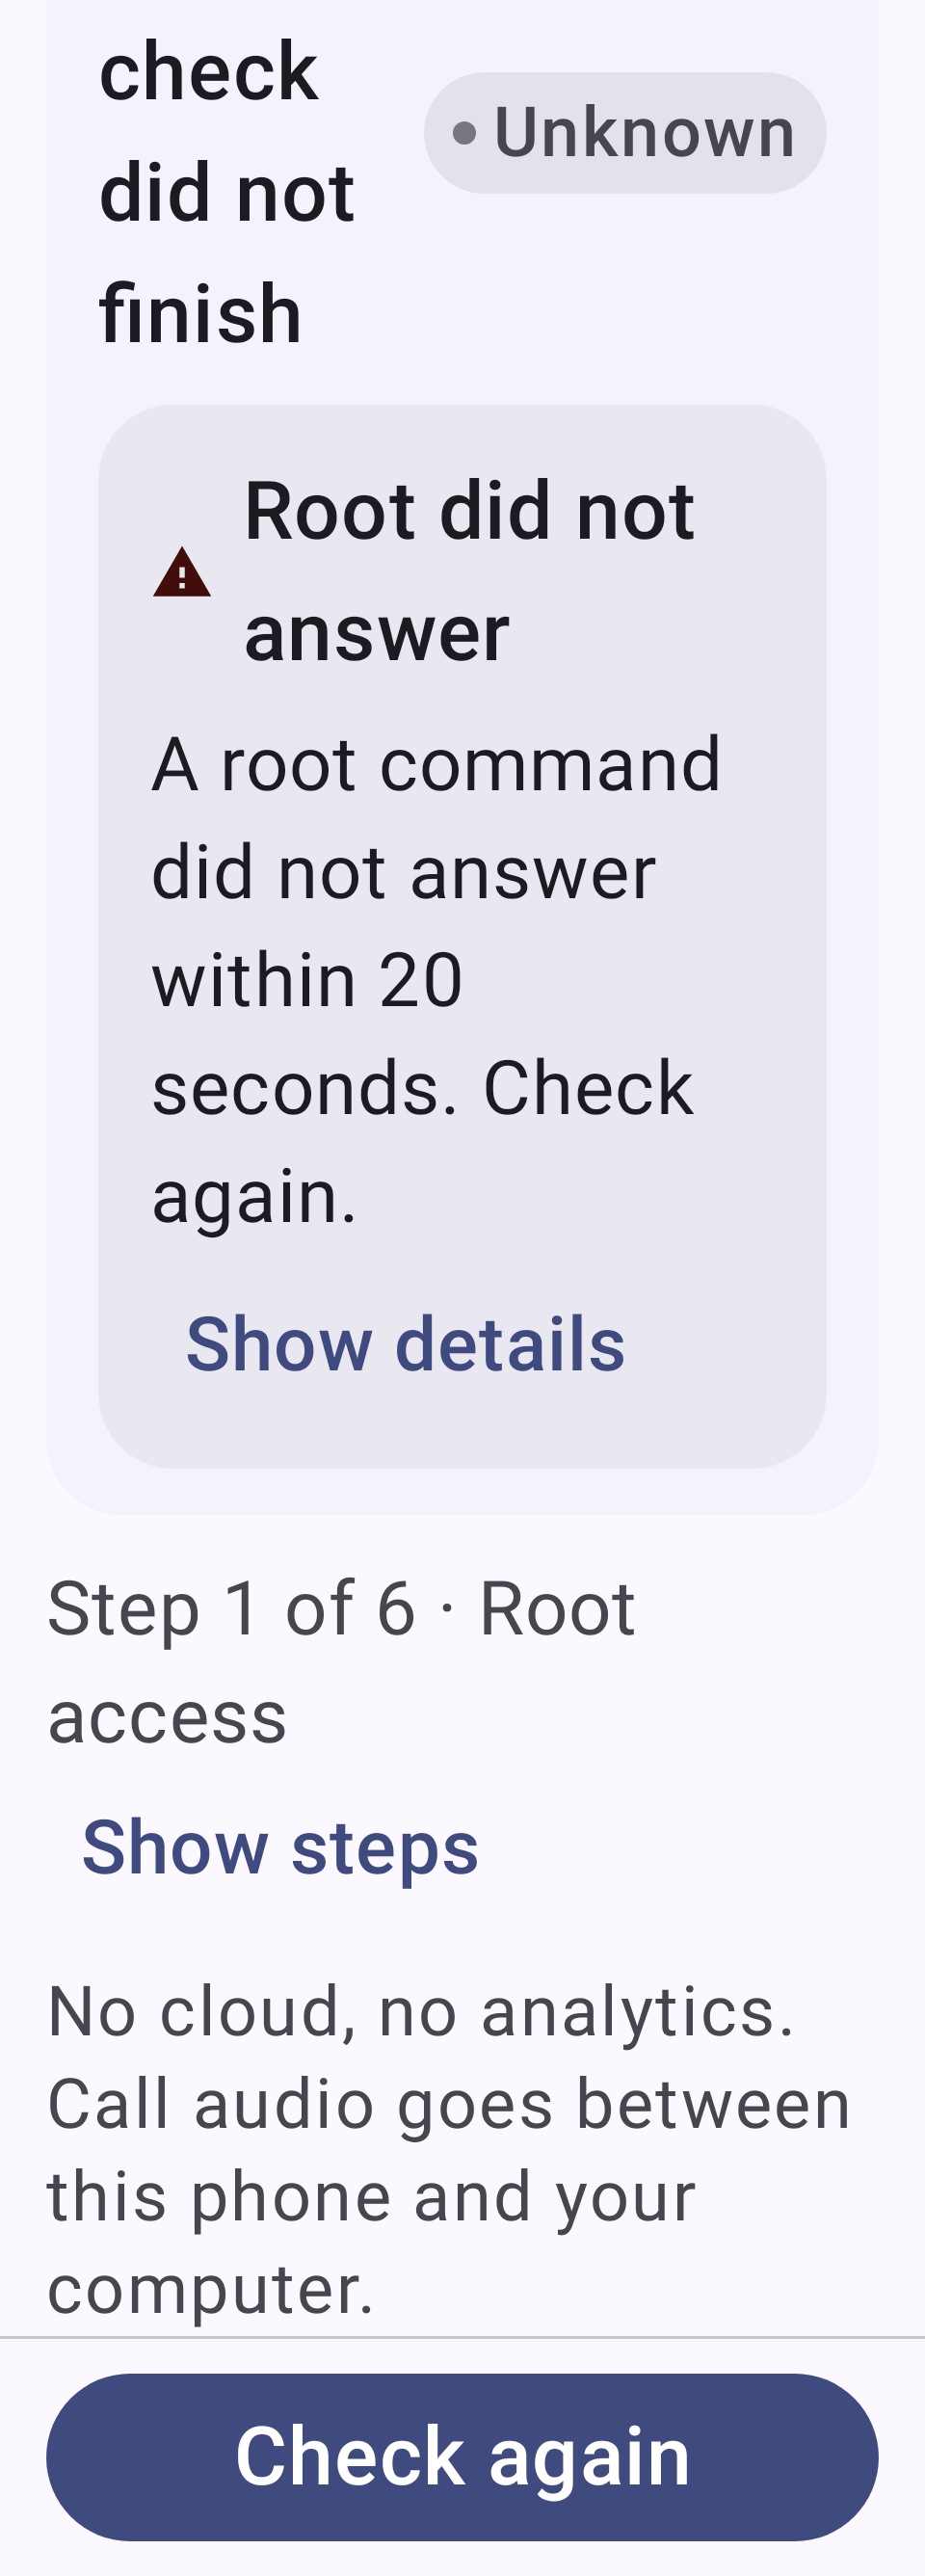 check
did not
finish
Unknown
Root did not
answer
A root command
did not answer
within 20
seconds. Check
again.
Show details
Step 1 of 6 · Root
access
Show steps
No cloud, no analytics.
Call audio goes between
this phone and your
computer.
Check again